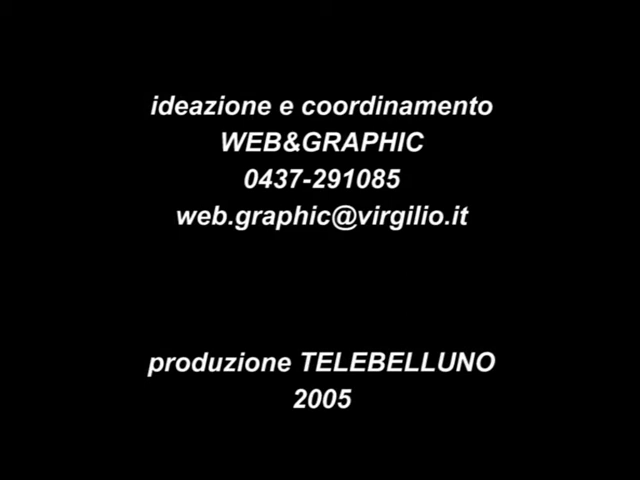 ideazione e coordinamento
WEB&GRAPHIC
0437-291085
web.graphic@virgilio.it
produzione TELEBELLUNO
2005